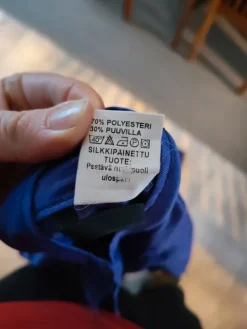 70% POLYESTERI
30% PUUVILLA
SILKKIPAINETTU
TUOTE:
Pestävä puoli
ulospäin